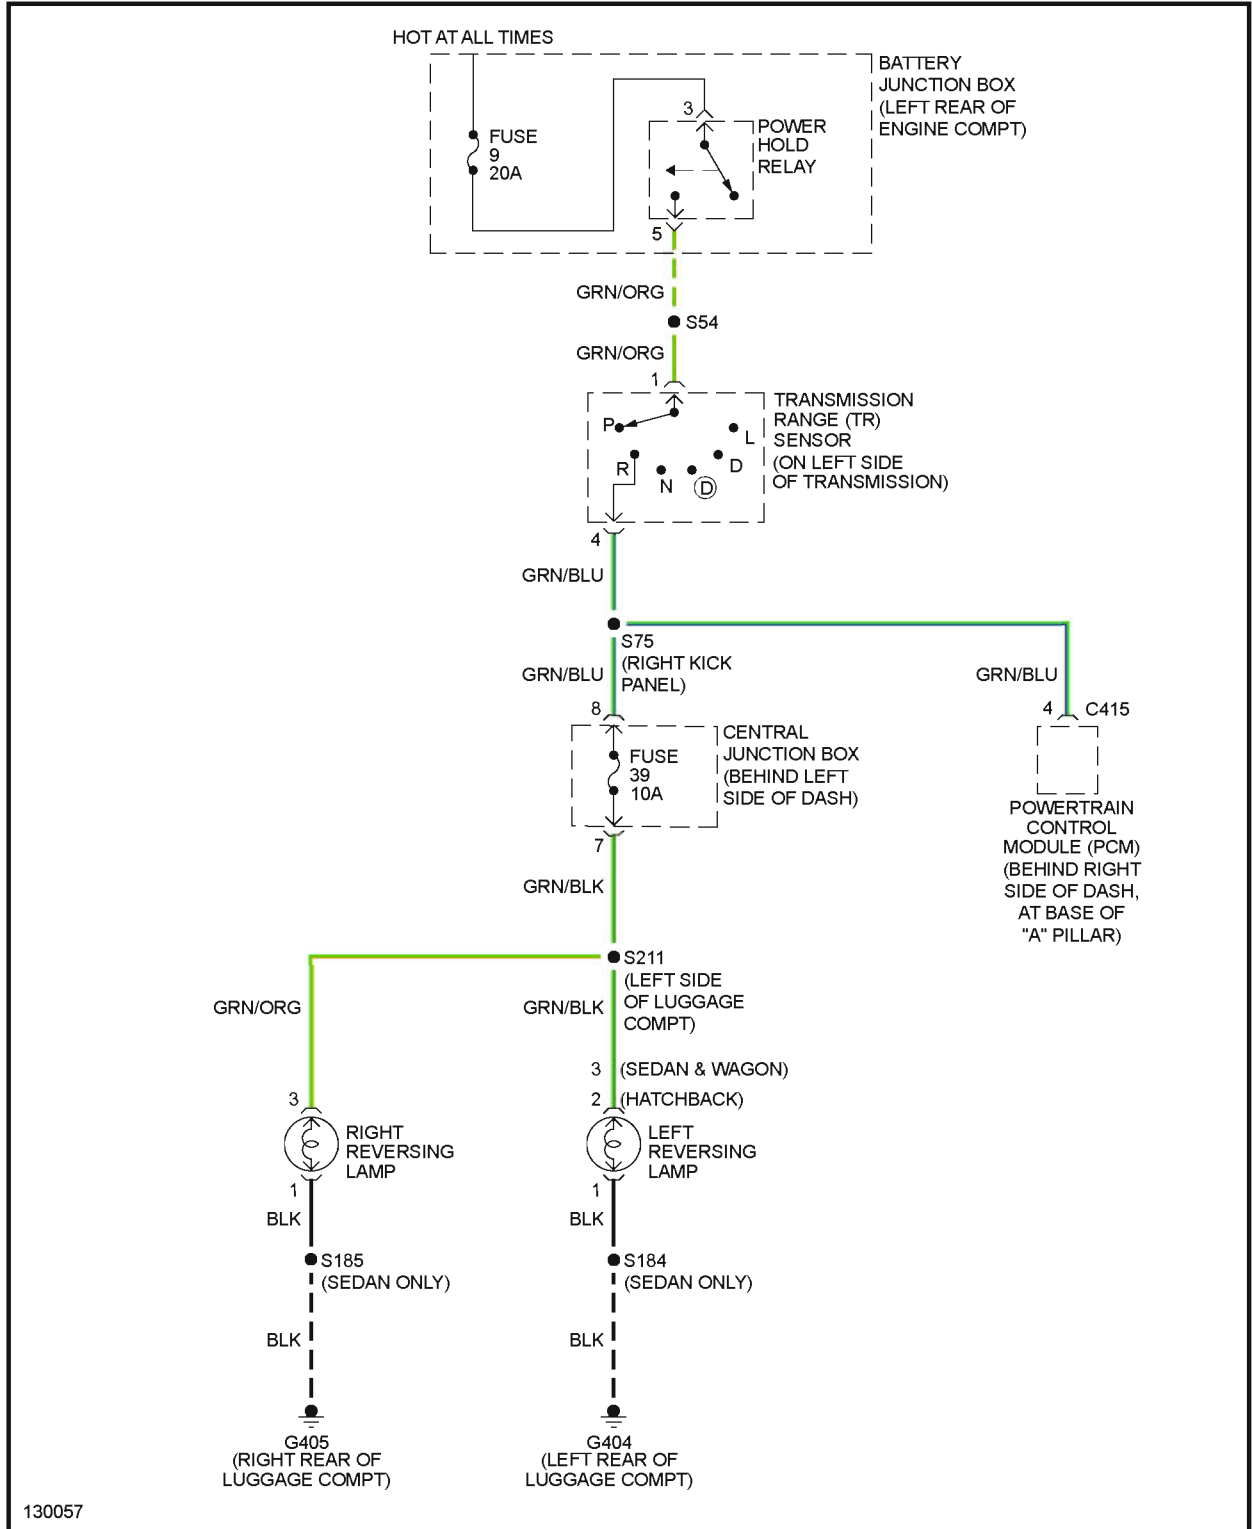 HOT AT ALL TIMES
BATTERY
JUNCTION BOX
(LEFT REAR OF
ENGINE COMPT)
FUSE
9
20A
3
POWER
HOLD
RELAY
5
GRN/ORG
S54
GRN/ORG
1
TRANSMISSION
RANGE (TR)
SENSOR
(ON LEFT SIDE
OF TRANSMISSION)
P
R
N
D
D
L
4
GRN/BLU
S75
(RIGHT KICK
PANEL)
GRN/BLU
GRN/BLU
8
4
C415
FUSE
39
10A
CENTRAL
JUNCTION BOX
(BEHIND LEFT
SIDE OF DASH)
POWERTRAIN
CONTROL
MODULE (PCM)
(BEHIND RIGHT
SIDE OF DASH,
AT BASE OF
"A" PILLAR)
7
GRN/BLK
S211
(LEFT SIDE
OF LUGGAGE
COMPT)
GRN/ORG
GRN/BLK
3 (SEDAN & WAGON)
3
2 (HATCHBACK)
RIGHT
REVERSING
LAMP
LEFT
REVERSING
LAMP
1
1
BLK
BLK
S185
(SEDAN ONLY)
S184
(SEDAN ONLY)
BLK
BLK
G405
(RIGHT REAR OF
LUGGAGE COMPT)
G404
(LEFT REAR OF
LUGGAGE COMPT)
130057